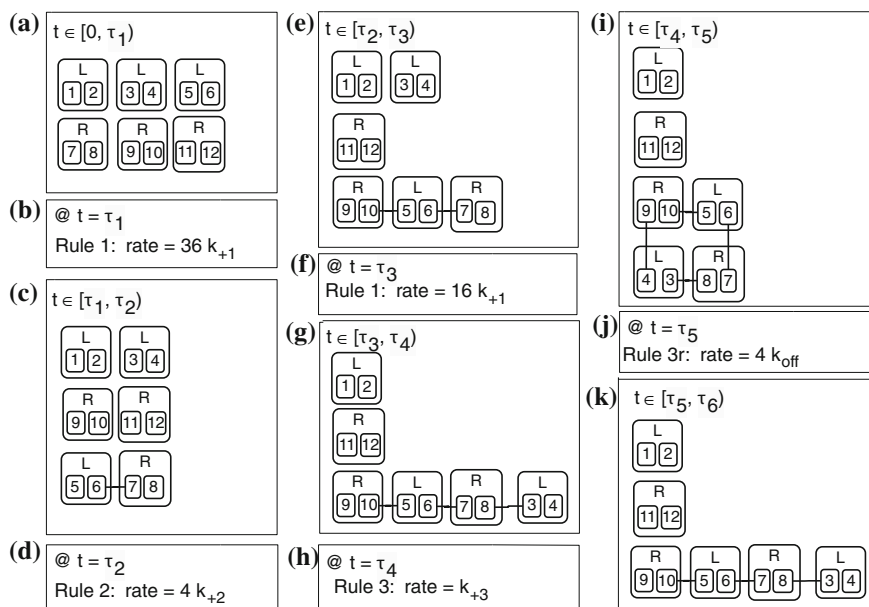 (a)
t ∈ [0, τ₁)
L L L
1 2 3 4 5 6
R R R
7 8 9 10 11 12
(b)
@ t = τ₁
Rule 1: rate = 36 k₊₁
(c)
t ∈ [τ₁, τ₂)
L L
1 2 3 4
R R
9 10 11 12
L R
5 6 7 8
(d)
@ t = τ₂
Rule 2: rate = 4 k₊₂
(e)
t ∈ [τ₂, τ₃)
L L
1 2 3 4
R
11 12
R L R
9 10 5 6 7 8
(f)
@ t = τ₃
Rule 1: rate = 16 k₊₁
(g)
t ∈ [τ₃, τ₄)
L
1 2
R
11 12
R L R L
9 10 5 6 7 8 3 4
(h)
@ t = τ₄
Rule 3: rate = k₊₃
(i)
t ∈ [τ₄, τ₅)
L
1 2
R
11 12
R L
9 10 5 6
L R
4 3 8 7
(j)
@ t = τ₅
Rule 3r: rate = 4 k_off
(k)
t ∈ [τ₅, τ₆)
L
1 2
R
11 12
R L R L
9 10 5 6 7 8 3 4